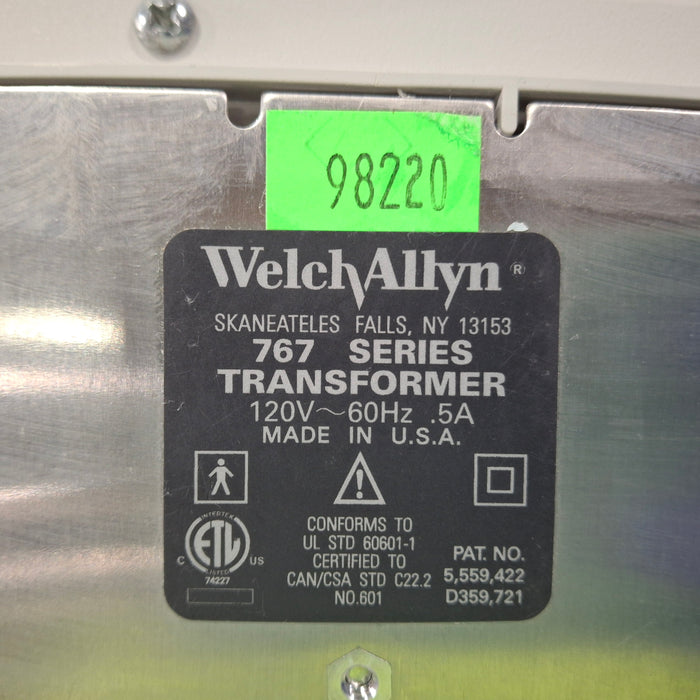 98220
WelchAllyn®
SKANEATELES FALLS, NY 13153
767 SERIES
TRANSFORMER
120V~60Hz .5A
MADE IN U.S.A.
INTERTEK
ETL
C US
LISTED
74227
CONFORMS TO
UL STD 60601-1
CERTIFIED TO
CAN/CSA STD C22.2
NO.601
PAT. NO.
5,559,422
D359,721